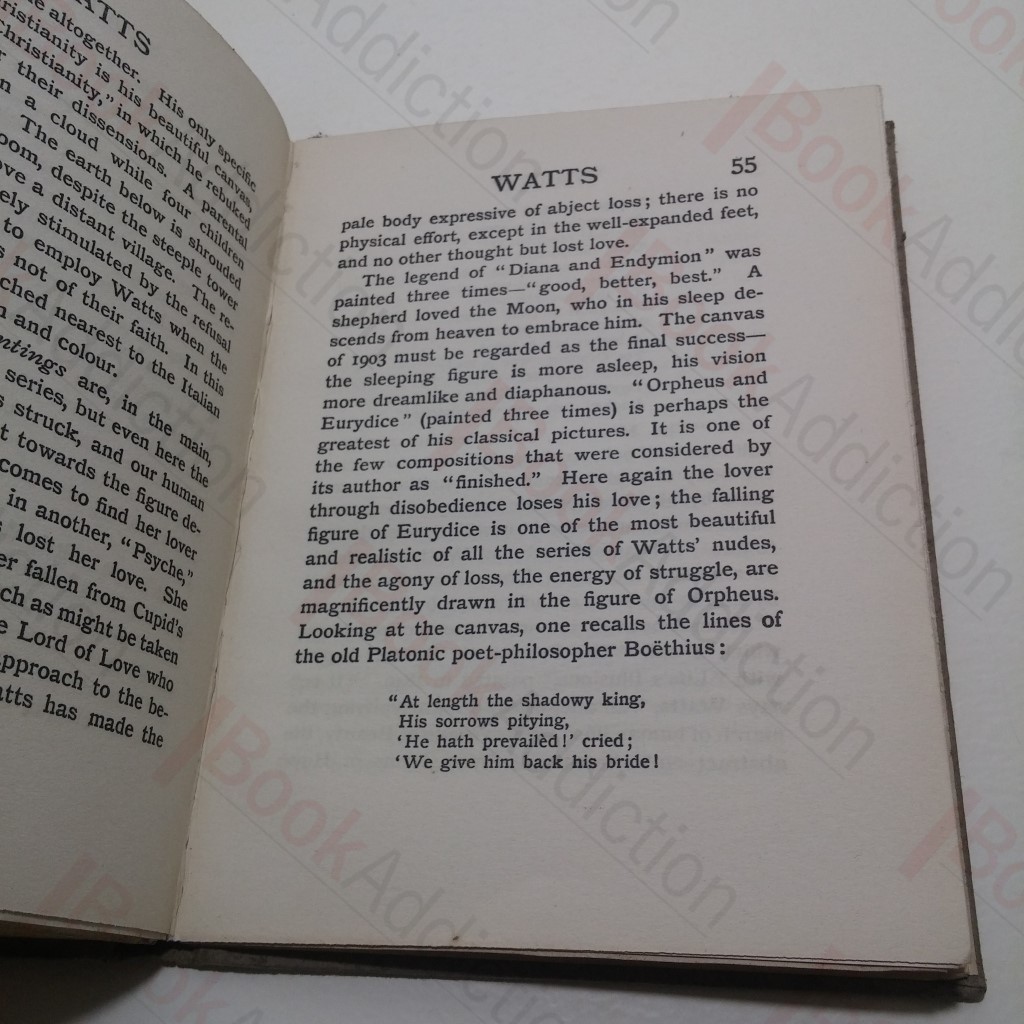 WATTS
e altogether. His only specific
ristianity is his beautiful canvas,
Christianity," in which he rebuked
their dissensions. A parental
n a cloud while four children
The earth below is shrouded
oom, despite the steeple tower
ove a distant village. The re-
ely stimulated by the refusal
to employ Watts when the
s not of their faith. In this
ched nearest to the Italian
n and colour.
ntings are, in the main,
series, but even here the
s struck, and our human
t towards the figure de-
comes to find her lover
in another, "Psyche,"
s lost her love. She
er fallen from Cupid's
ch as might be taken
e Lord of Love who
approach to the be-
atts has made the
WATTS 55
pale body expressive of abject loss; there is no
physical effort, except in the well-expanded feet,
and no other thought but lost love.
The legend of "Diana and Endymion" was
painted three times—"good, better, best." A
shepherd loved the Moon, who in his sleep de-
scends from heaven to embrace him. The canvas
of 1903 must be regarded as the final success—
the sleeping figure is more asleep, his vision
more dreamlike and diaphanous. "Orpheus and
Eurydice" (painted three times) is perhaps the
greatest of his classical pictures. It is one of
the few compositions that were considered by
its author as "finished." Here again the lover
through disobedience loses his love; the falling
figure of Eurydice is one of the most beautiful
and realistic of all the series of Watts' nudes,
and the agony of loss, the energy of struggle, are
magnificently drawn in the figure of Orpheus.
Looking at the canvas, one recalls the lines of
the old Platonic poet-philosopher Boëthius:
"At length the shadowy king,
His sorrows pitying,
'He hath prevailèd!' cried;
'We give him back his bride!
BookAddiction